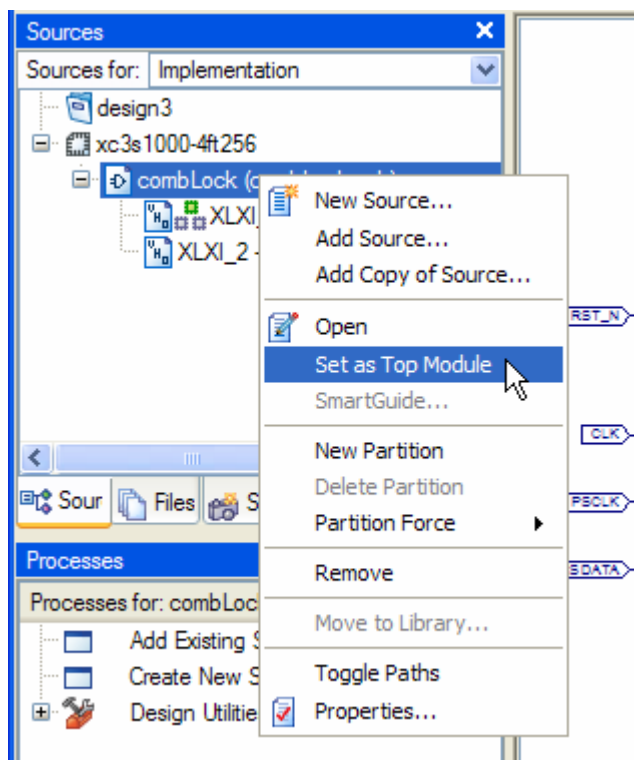 Sources
Sources for: Implementation
design3
xc3s1000-4ft256
combLock
XLXI_
XLXI_2 -
New Source...
Add Source...
Add Copy of Source...
Open
Set as Top Module
SmartGuide...
New Partition
Delete Partition
Partition Force
Remove
Move to Library...
Toggle Paths
Properties...
Sour Files S
Processes
Processes for: combLoc
Add Existing S
Create New S
Design Utilitie
RST_N
CLK
PSCLK
SDATA